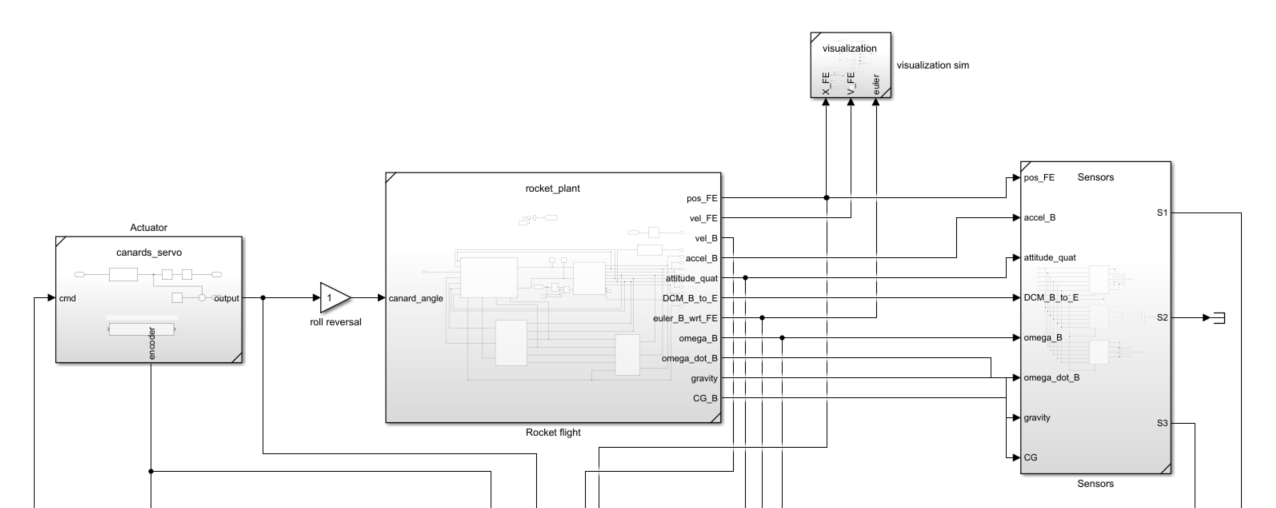 visualization
X_FE
V_FE
euler
visualization sim
Actuator
canards_servo
cmd
output
encoder
1
roll reversal
rocket_plant
canard_angle
pos_FE
vel_FE
vel_B
accel_B
attitude_quat
DCM_B_to_E
euler_B_wrt_FE
omega_B
omega_dot_B
gravity
CG_B
Rocket flight
Sensors
pos_FE
accel_B
attitude_quat
DCM_B_to_E
omega_B
omega_dot_B
gravity
CG
S1
S2
S3
Sensors